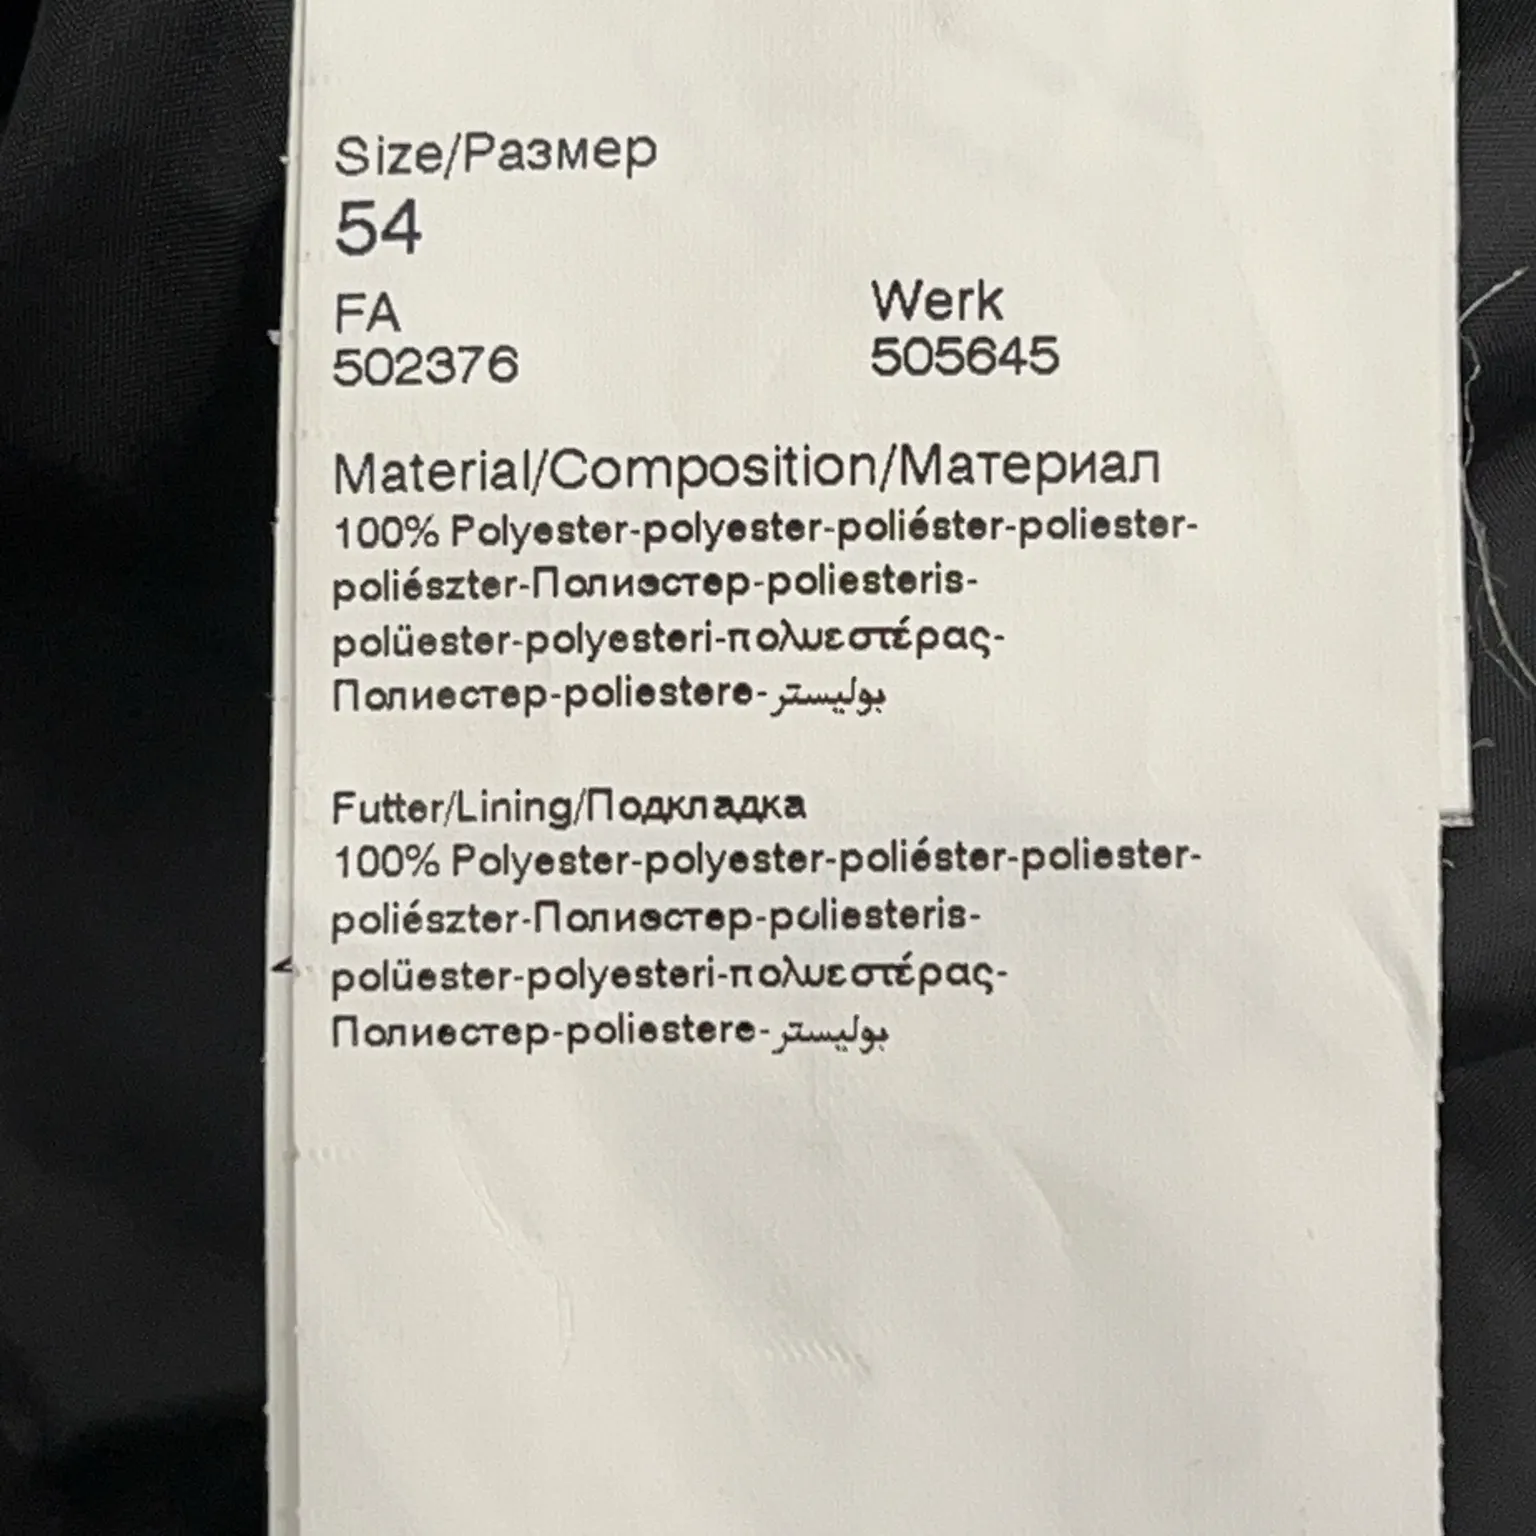 Size/Размер
54
FA
Werk
502376
505645
Material/Composition/Материал
100% Polyester-polyester-poliéster-poliester-
poliészter-Полиэстер-poliesteris-
polüester-polyesteri-πολυεστέρας-
Полиестер-poliestere-بوليستر
Futter/Lining/Подкладка
100% Polyester-polyester-poliéster-poliester-
poliészter-Полиэстер-poliesteris-
polüester-polyesteri-πολυεστέρας-
Полиестер-poliestere-بوليستر